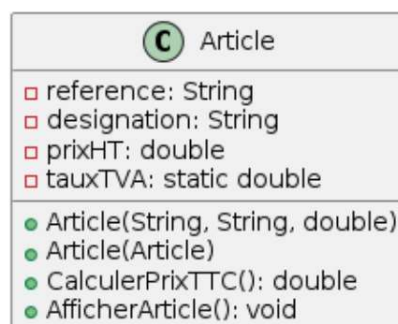 C Article
reference: String
designation: String
prixHT: double
tauxTVA: static double
Article(String, String, double)
Article(Article)
CalculerPrixTTC(): double
AfficherArticle(): void